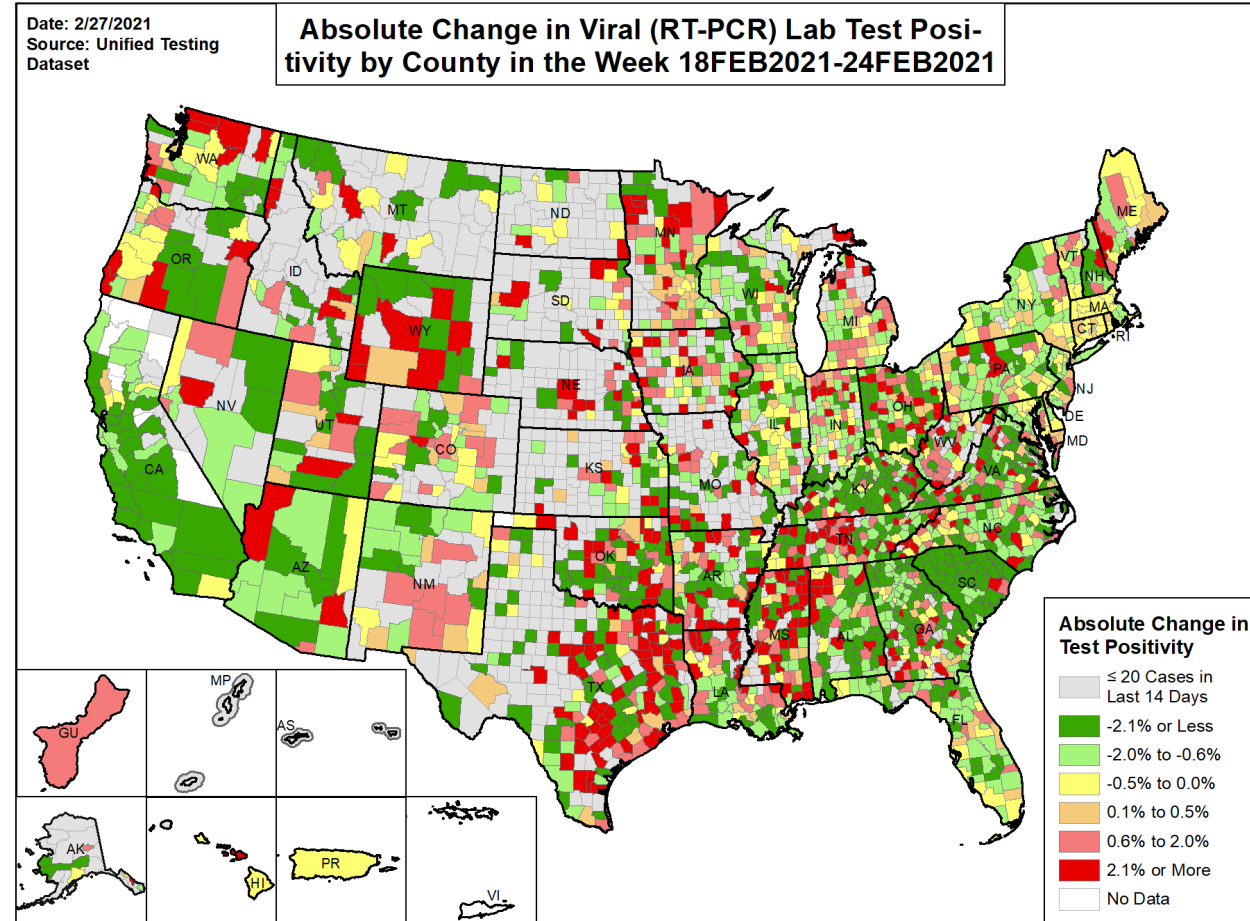 Date: 2/27/2021
Source: Unified Testing
Dataset
Absolute Change in Viral (RT-PCR) Lab Test Posi-
tivity by County in the Week 18FEB2021-24FEB2021
WA
MT
ND
MN
ME
OR
ID
SD
WI
VT
NH
NY
MA
CT
RI
WY
MI
IA
PA
NJ
NE
OH
NV
UT
IL
IN
DE
MD
CO
WV
CA
KS
MO
KY
VA
NC
TN
AZ
OK
AR
SC
NM
MS
AL
GA
TX
LA
FL
GU
MP
AS
AK
HI
PR
VI
Absolute Change in
Test Positivity
≤ 20 Cases in
Last 14 Days
-2.1% or Less
-2.0% to -0.6%
-0.5% to 0.0%
0.1% to 0.5%
0.6% to 2.0%
2.1% or More
No Data